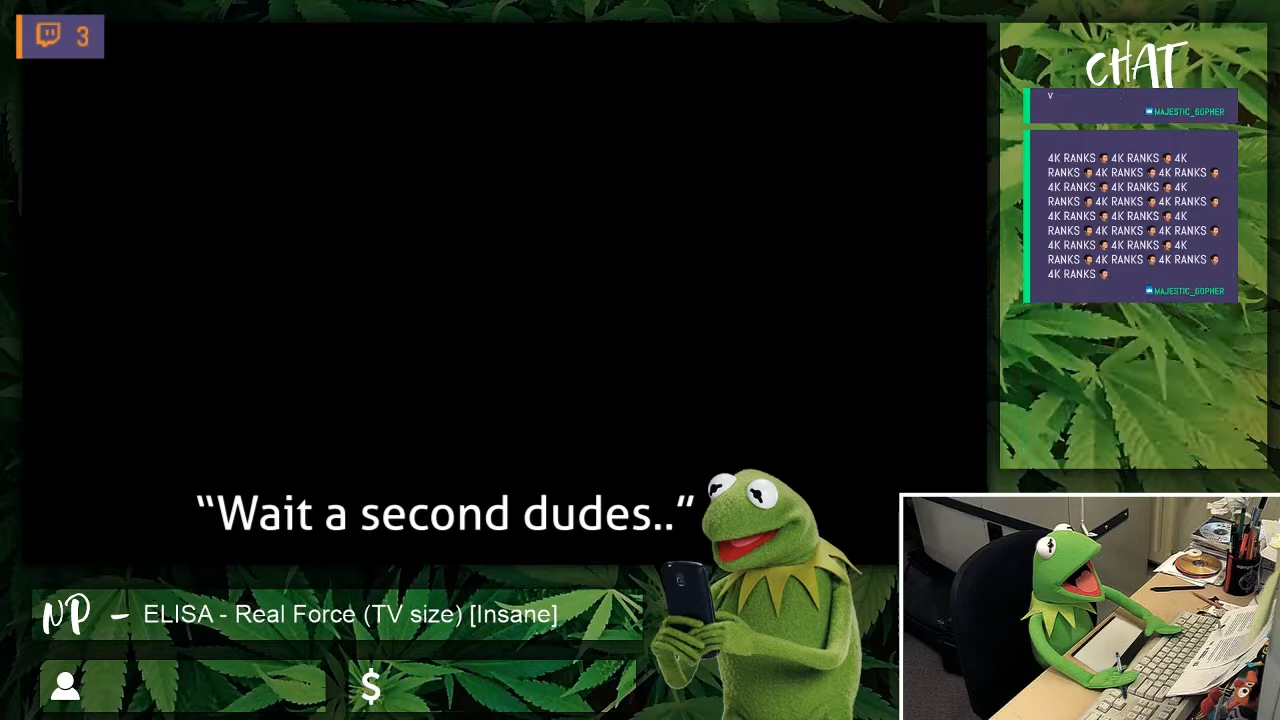 3
CHAT
V
MAJESTIC_GOPHER
4K RANKS 4K RANKS 4K
RANKS 4K RANKS 4K RANKS
4K RANKS 4K RANKS 4K
RANKS 4K RANKS 4K RANKS
4K RANKS 4K RANKS 4K
RANKS 4K RANKS 4K RANKS
4K RANKS 4K RANKS 4K
RANKS 4K RANKS 4K RANKS
4K RANKS
MAJESTIC_GOPHER
“Wait a second dudes..”
NP – ELISA - Real Force (TV size) [Insane]
$